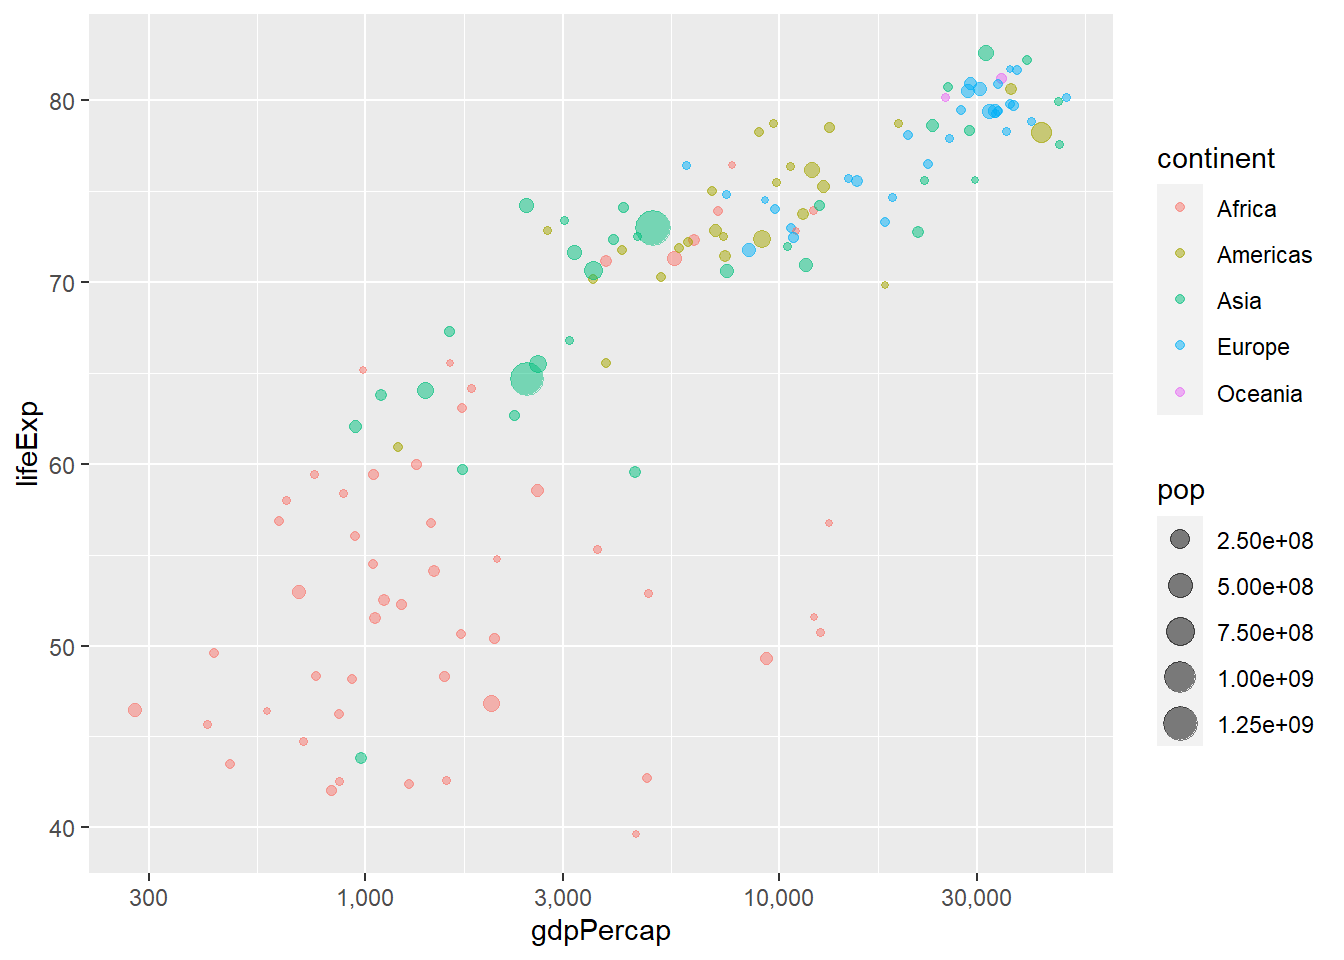 lifeExp
80
70
60
50
40
300
1,000
3,000
10,000
30,000
gdpPercap
continent
Africa
Americas
Asia
Europe
Oceania
pop
2.50e+08
5.00e+08
7.50e+08
1.00e+09
1.25e+09